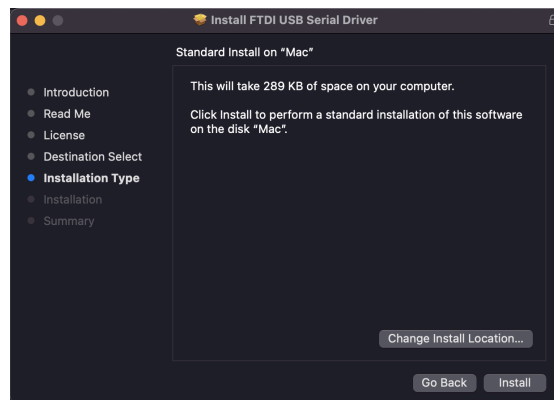 Install FTDI USB Serial Driver
Standard Install on “Mac”
Introduction
Read Me
License
Destination Select
Installation Type
Installation
Summary
This will take 289 KB of space on your computer.
Click Install to perform a standard installation of this software
on the disk “Mac”.
Change Install Location...
Go Back
Install